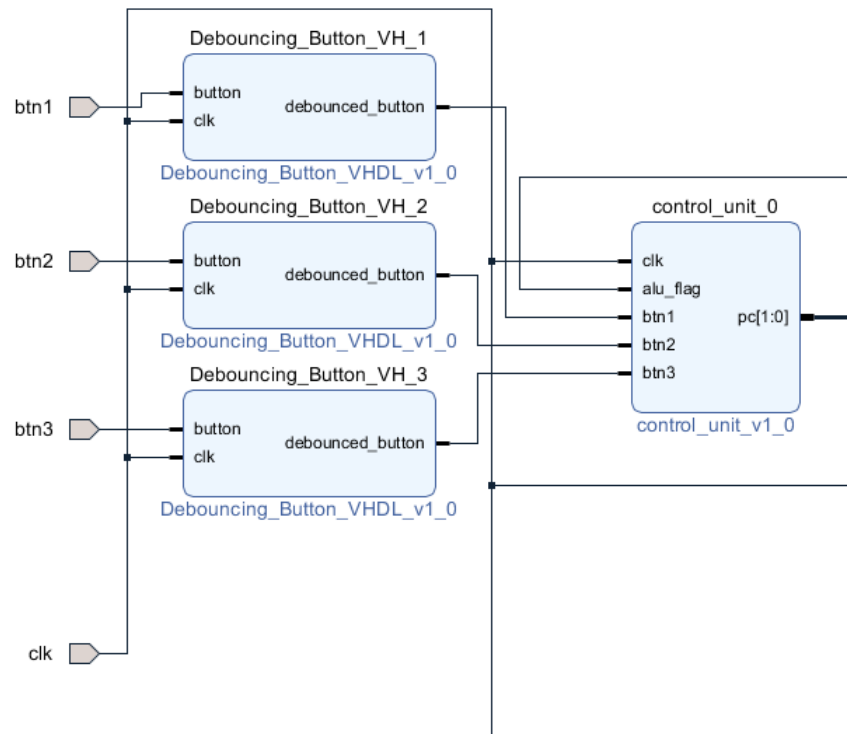 Debouncing_Button_VH_1
btn1
button
clk
debounced_button
Debouncing_Button_VHDL_v1_0
Debouncing_Button_VH_2
btn2
button
clk
debounced_button
Debouncing_Button_VHDL_v1_0
Debouncing_Button_VH_3
btn3
button
clk
debounced_button
Debouncing_Button_VHDL_v1_0
clk
control_unit_0
clk
alu_flag
btn1
btn2
btn3
pc[1:0]
control_unit_v1_0